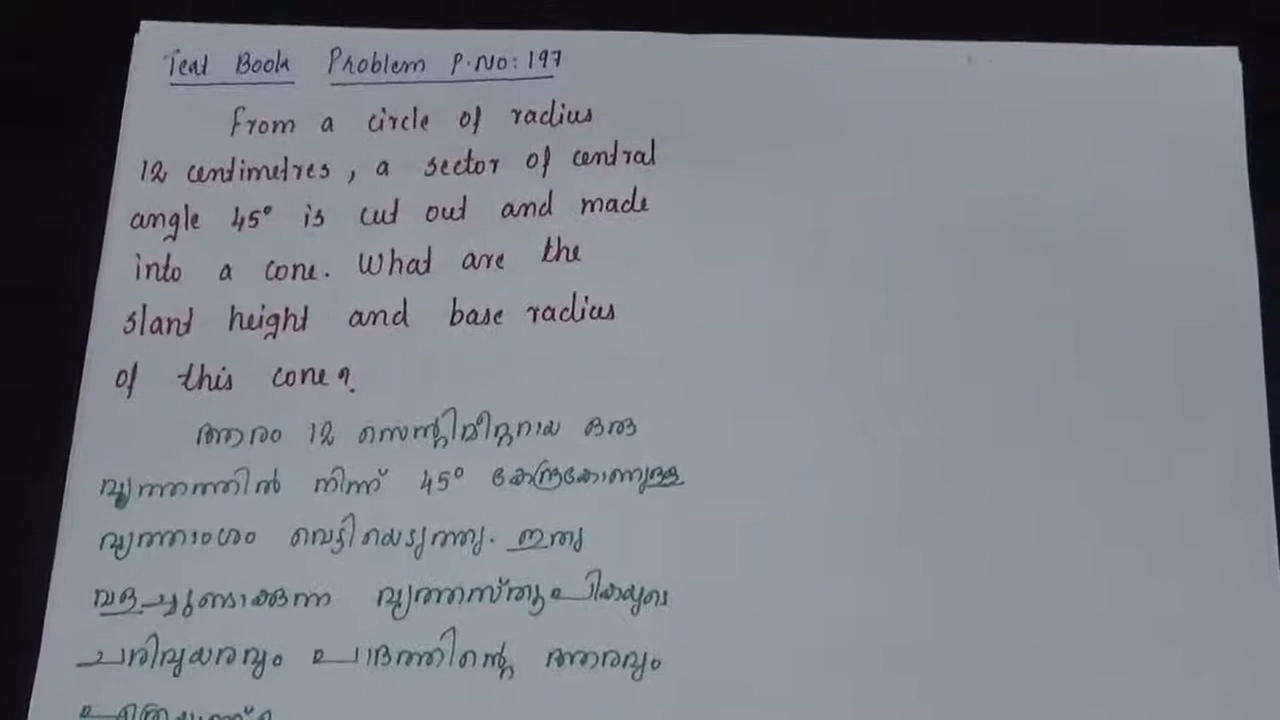 Text Book Problem P.No: 197
From a circle of radius
12 centimetres, a sector of central
angle 45° is cut out and made
into a cone. What are the
slant height and base radius
of this cone?
ആരം 12 സെന്റിമീറ്ററായ ഒരു
വൃത്തത്തിൽ നിന്ന് 45° കേന്ദ്രകോണുള്ള
വൃത്താംശം വെട്ടിയെടുത്തു. ഇതു
വളച്ചുണ്ടാക്കുന്ന വൃത്തസ്തൂപികയുടെ
ചരിവുയരവും പാദത്തിന്റെ ആരവും